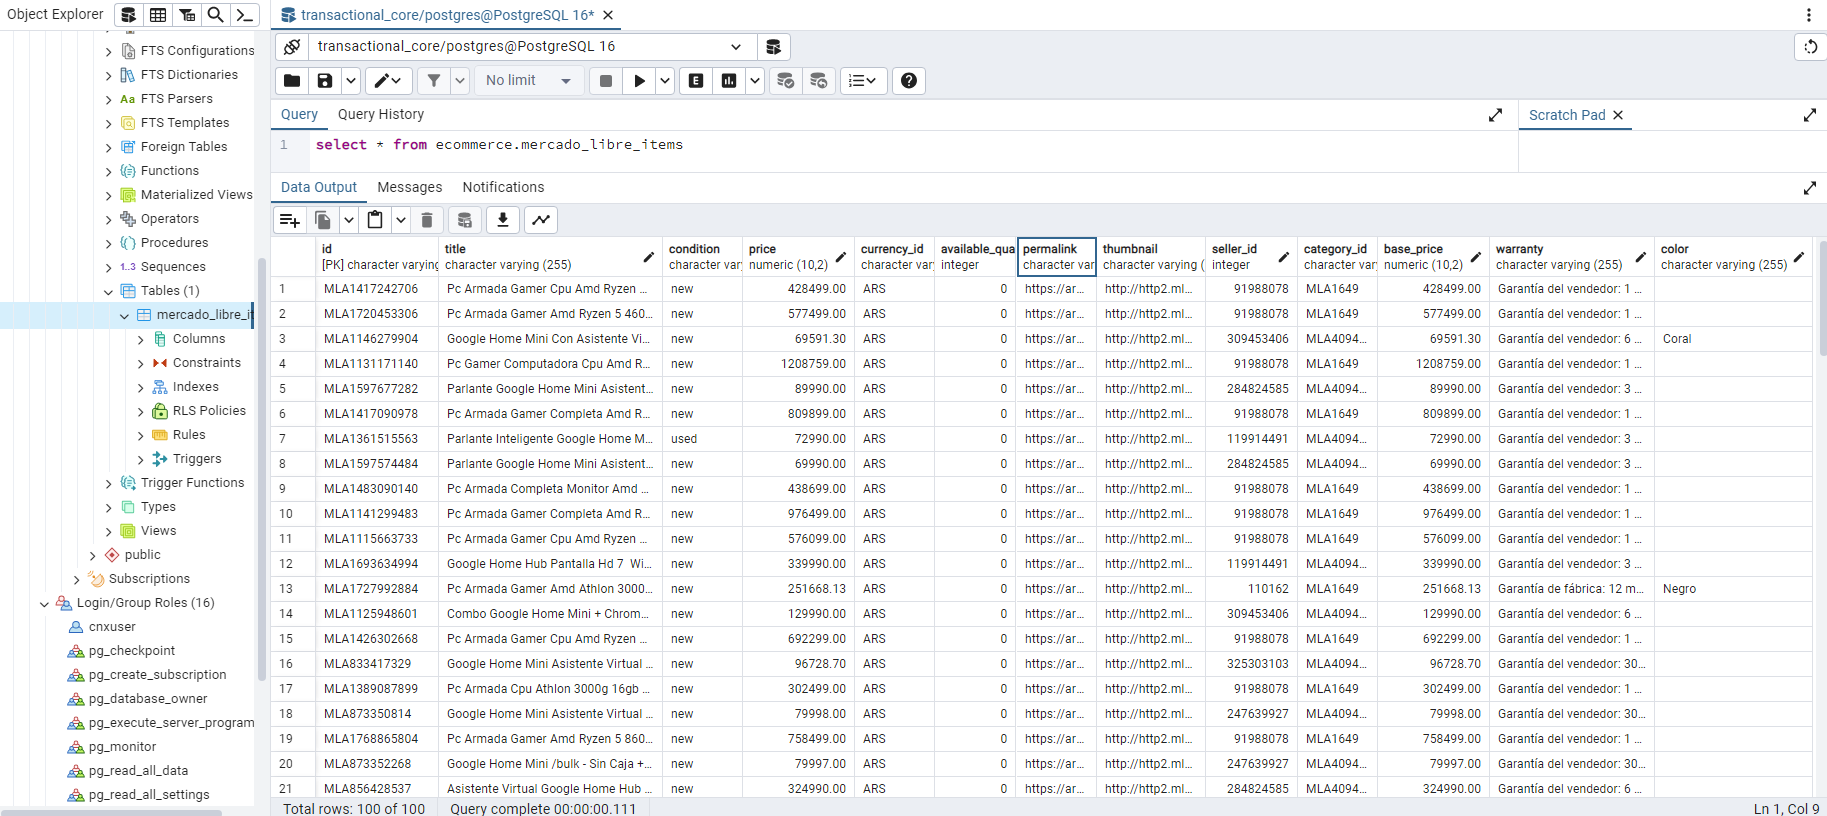 Object Explorer
transactional_core/postgres@PostgreSQL 16*
transactional_core/postgres@PostgreSQL 16
No limit
Query Query History
Scratch Pad
1 select * from ecommerce.mercado_libre_items
Data Output Messages Notifications
FTS Configurations
FTS Dictionaries
Aa FTS Parsers
FTS Templates
Foreign Tables
Functions
Materialized Views
Operators
Procedures
1..3 Sequences
Tables (1)
mercado_libre_it
Columns
Constraints
Indexes
RLS Policies
Rules
Triggers
Trigger Functions
Types
Views
public
Subscriptions
Login/Group Roles (16)
cnxuser
pg_checkpoint
pg_create_subscription
pg_database_owner
pg_execute_server_program
pg_monitor
pg_read_all_data
pg_read_all_settings
id title condition price currency_id available_qua permalink thumbnail seller_id category_id base_price warranty color
[PK] character varying character varying (255) character var numeric (10,2) character var integer character var character varying ( integer character var numeric (10,2) character varying (255) character varying (255)
1 MLA1417242706 Pc Armada Gamer Cpu Amd Ryzen ... new 428499.00 ARS 0 https://ar... http://http2.ml... 91988078 MLA1649 428499.00 Garantía del vendedor: 1 ...
2 MLA1720453306 Pc Armada Gamer Amd Ryzen 5 460... new 577499.00 ARS 0 https://ar... http://http2.ml... 91988078 MLA1649 577499.00 Garantía del vendedor: 1 ...
3 MLA1146279904 Google Home Mini Con Asistente Vi... new 69591.30 ARS 0 https://ar... http://http2.ml... 309453406 MLA4094... 69591.30 Garantía del vendedor: 6 ... Coral
4 MLA1131171140 Pc Gamer Computadora Cpu Amd R... new 1208759.00 ARS 0 https://ar... http://http2.ml... 91988078 MLA1649 1208759.00 Garantía del vendedor: 1 ...
5 MLA1597677282 Parlante Google Home Mini Asistent... new 89990.00 ARS 0 https://ar... http://http2.ml... 284824585 MLA4094... 89990.00 Garantía del vendedor: 3 ...
6 MLA1417090978 Pc Armada Gamer Completa Amd R... new 809899.00 ARS 0 https://ar... http://http2.ml... 91988078 MLA1649 809899.00 Garantía del vendedor: 1 ...
7 MLA1361515563 Parlante Inteligente Google Home M... used 72990.00 ARS 0 https://ar... http://http2.ml... 119914491 MLA4094... 72990.00 Garantía del vendedor: 3 ...
8 MLA1597574484 Parlante Google Home Mini Asistent... new 69990.00 ARS 0 https://ar... http://http2.ml... 284824585 MLA4094... 69990.00 Garantía del vendedor: 3 ...
9 MLA1483090140 Pc Armada Completa Monitor Amd ... new 438699.00 ARS 0 https://ar... http://http2.ml... 91988078 MLA1649 438699.00 Garantía del vendedor: 1 ...
10 MLA1141299483 Pc Armada Gamer Completa Amd R... new 976499.00 ARS 0 https://ar... http://http2.ml... 91988078 MLA1649 976499.00 Garantía del vendedor: 1 ...
11 MLA1115663733 Pc Armada Gamer Cpu Amd Ryzen ... new 576099.00 ARS 0 https://ar... http://http2.ml... 91988078 MLA1649 576099.00 Garantía del vendedor: 1 ...
12 MLA1693634994 Google Home Hub Pantalla Hd 7 Wi... new 339990.00 ARS 0 https://ar... http://http2.ml... 119914491 MLA4094... 339990.00 Garantía del vendedor: 3 ...
13 MLA1727992884 Pc Armada Gamer Amd Athlon 3000... new 251668.13 ARS 0 https://ar... http://http2.ml... 110162 MLA1649 251668.13 Garantía de fábrica: 12 m... Negro
14 MLA1125948601 Combo Google Home Mini + Chrom... new 129990.00 ARS 0 https://ar... http://http2.ml... 309453406 MLA4094... 129990.00 Garantía del vendedor: 6 ...
15 MLA1426302668 Pc Armada Gamer Cpu Amd Ryzen ... new 692299.00 ARS 0 https://ar... http://http2.ml... 91988078 MLA1649 692299.00 Garantía del vendedor: 1 ...
16 MLA833417329 Google Home Mini Asistente Virtual ... new 96728.70 ARS 0 https://ar... http://http2.ml... 325303103 MLA4094... 96728.70 Garantía del vendedor: 30...
17 MLA1389087899 Pc Armada Cpu Athlon 3000g 16gb ... new 302499.00 ARS 0 https://ar... http://http2.ml... 91988078 MLA1649 302499.00 Garantía del vendedor: 1 ...
18 MLA873350814 Google Home Mini Asistente Virtual ... new 79998.00 ARS 0 https://ar... http://http2.ml... 247639927 MLA4094... 79998.00 Garantía del vendedor: 30...
19 MLA1768865804 Pc Armada Gamer Amd Ryzen 5 860... new 758499.00 ARS 0 https://ar... http://http2.ml... 91988078 MLA1649 758499.00 Garantía del vendedor: 1 ...
20 MLA873352268 Google Home Mini /bulk - Sin Caja +... new 79997.00 ARS 0 https://ar... http://http2.ml... 247639927 MLA4094... 79997.00 Garantía del vendedor: 30...
21 MLA856428537 Asistente Virtual Google Home Hub ... new 324990.00 ARS 0 https://ar... http://http2.ml... 284824585 MLA4094... 324990.00 Garantía del vendedor: 6 ...
Total rows: 100 of 100 Query complete 00:00:00.111 Ln 1, Col 9